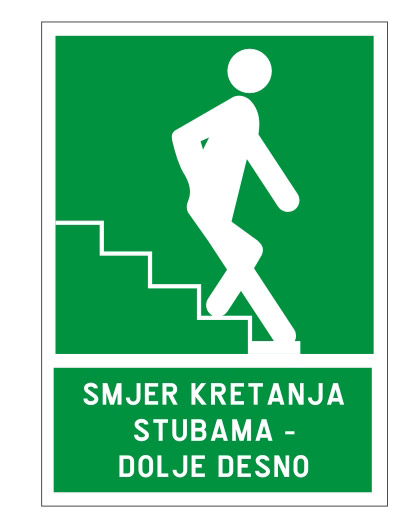 SMJER KRETANJA
STUBAMA -
DOLJE DESNO